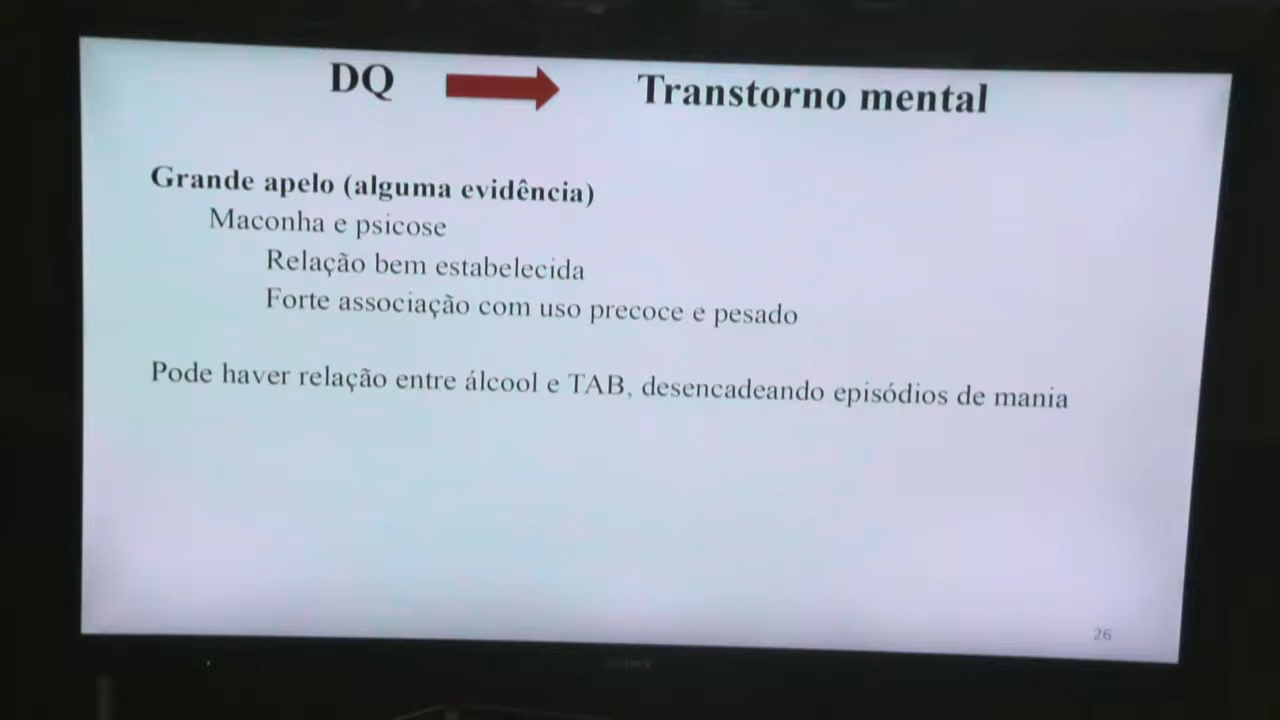 DQ Transtorno mental
Grande apelo (alguma evidência)
Maconha e psicose
Relação bem estabelecida
Forte associação com uso precoce e pesado
Pode haver relação entre álcool e TAB, desencadeando episódios de mania
26